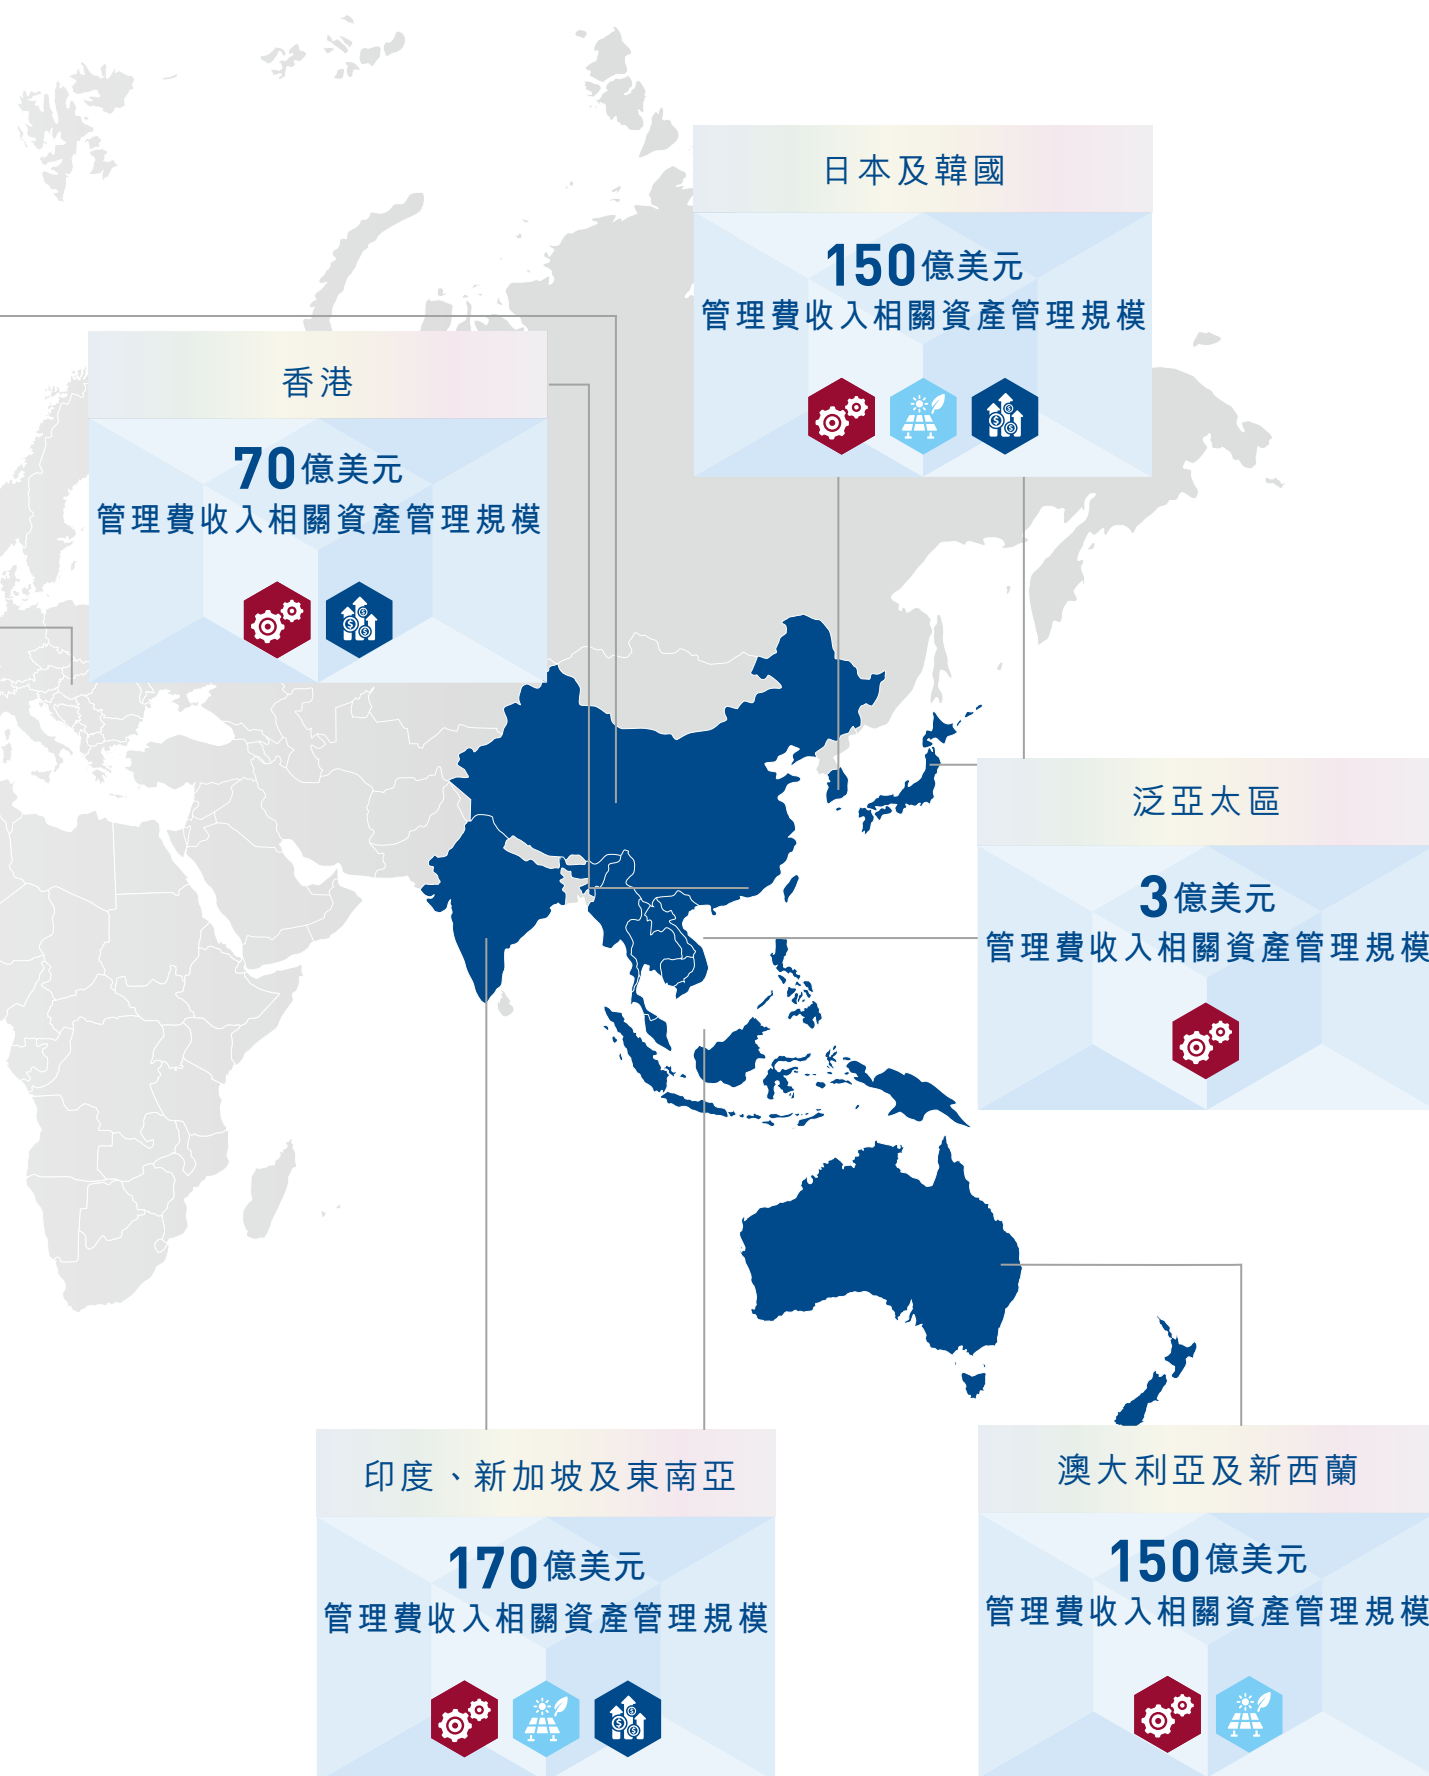 日本及韓國
150億美元
管理費收入相關資產管理規模
香港
70億美元
管理費收入相關資產管理規模
泛亞太區
3億美元
管理費收入相關資產管理規模
印度、新加坡及東南亞
170億美元
管理費收入相關資產管理規模
澳大利亞及新西蘭
150億美元
管理費收入相關資產管理規模